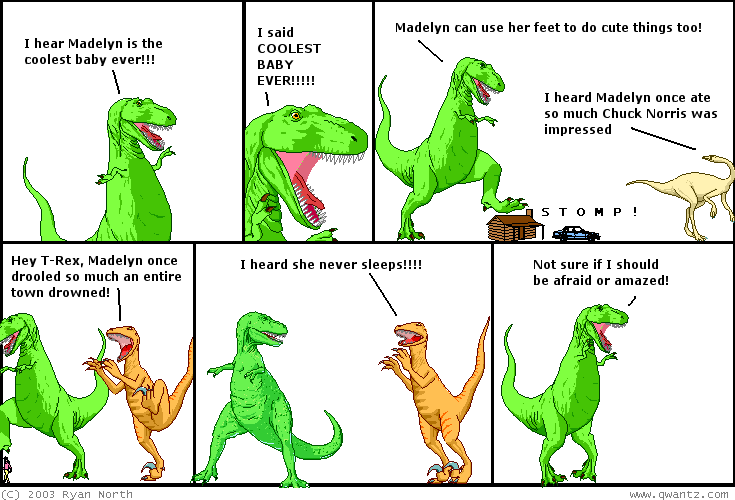 I hear Madelyn is the
coolest baby ever!!!
I said
COOLEST
BABY
EVER!!!!!
Madelyn can use her feet to do cute things too!
I heard Madelyn once ate
so much Chuck Norris was
impressed
STOMP!
Hey T-Rex, Madelyn once
drooled so much an entire
town drowned!
I heard she never sleeps!!!!
Not sure if I should
be afraid or amazed!
(C) 2003 Ryan North
www.qwantz.com